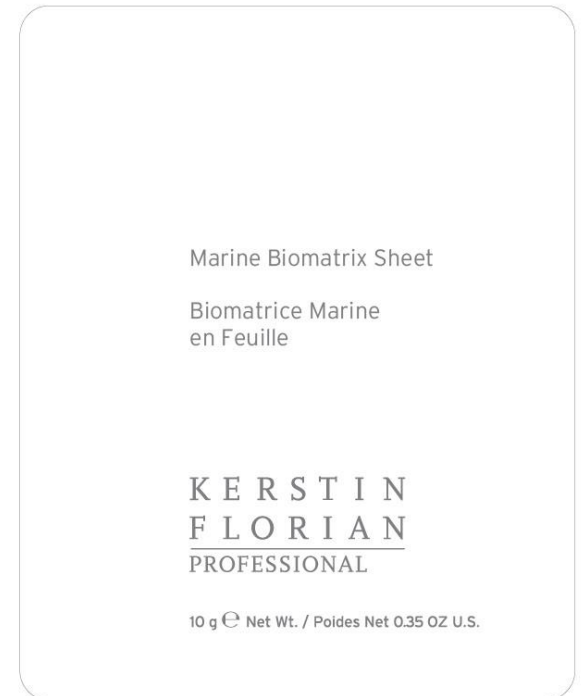 Marine Biomatrix Sheet
Biomatrice Marine
en Feuille
KERSTIN
FLORIAN
PROFESSIONAL
10 g ℮ Net Wt. / Poides Net 0.35 OZ U.S.